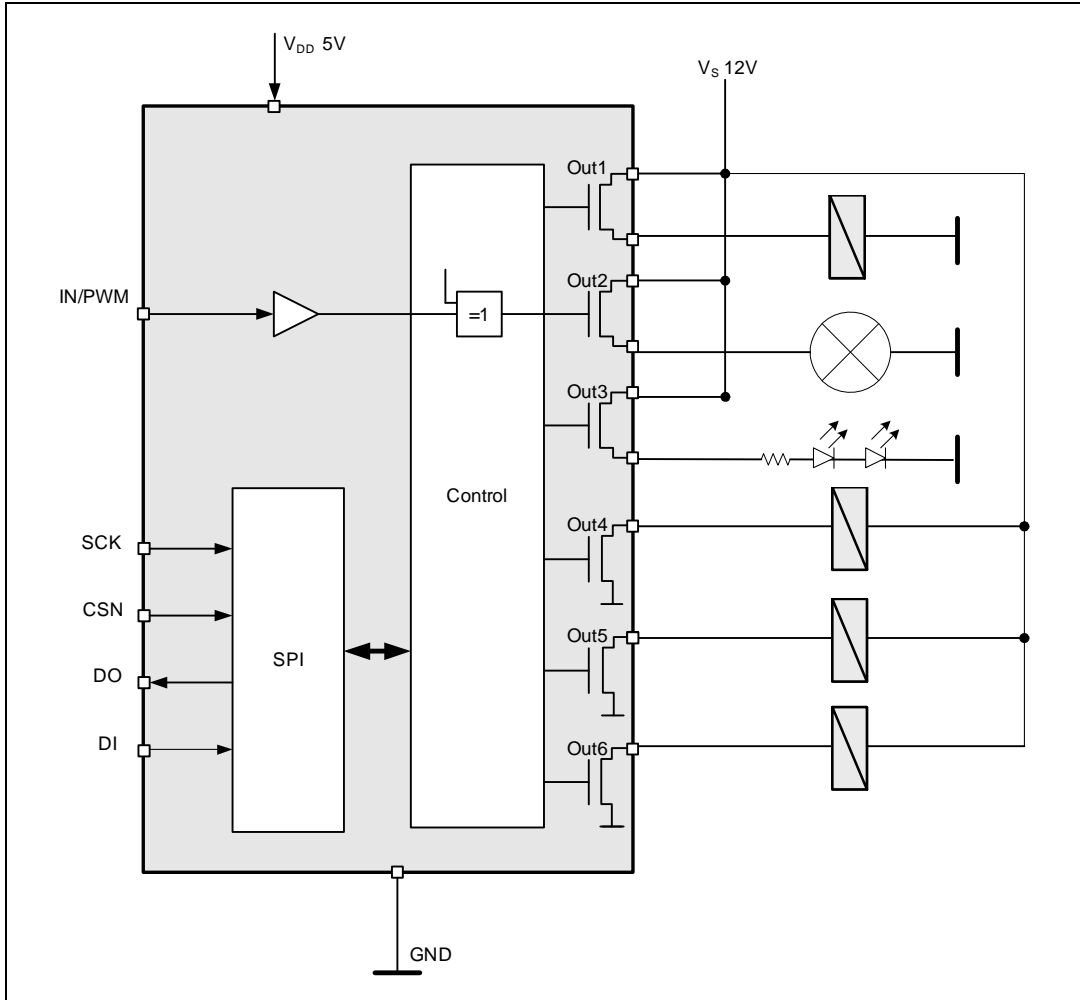 V_DD 5V
V_S 12V
Out1
Out2
IN/PWM
=1
Out3
Control
Out4
SCK
CSN
Out5
SPI
DO
DI
Out6
GND